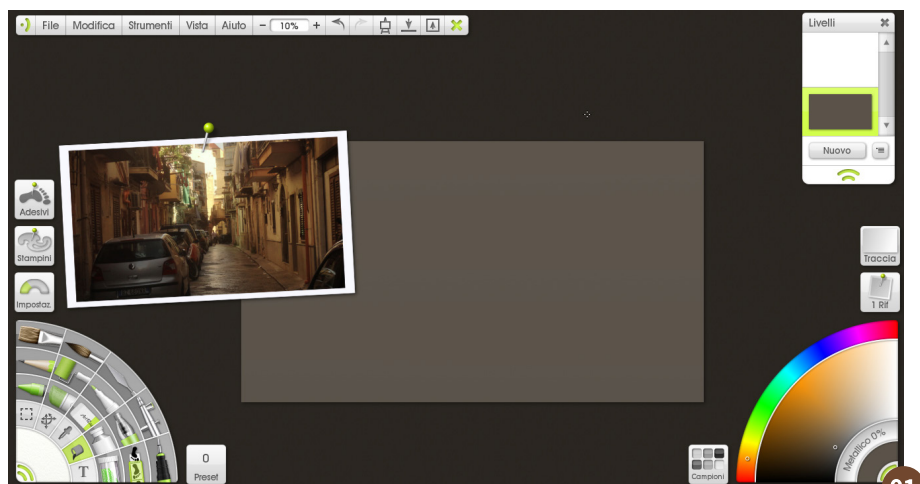 File Modifica Strumenti Vista Aiuto - 10% +
Livelli
Nuovo
Adesivi
Stampini
Impostaz.
Traccia
1 Rif
T
0
Preset
Campioni
Metallico 0%